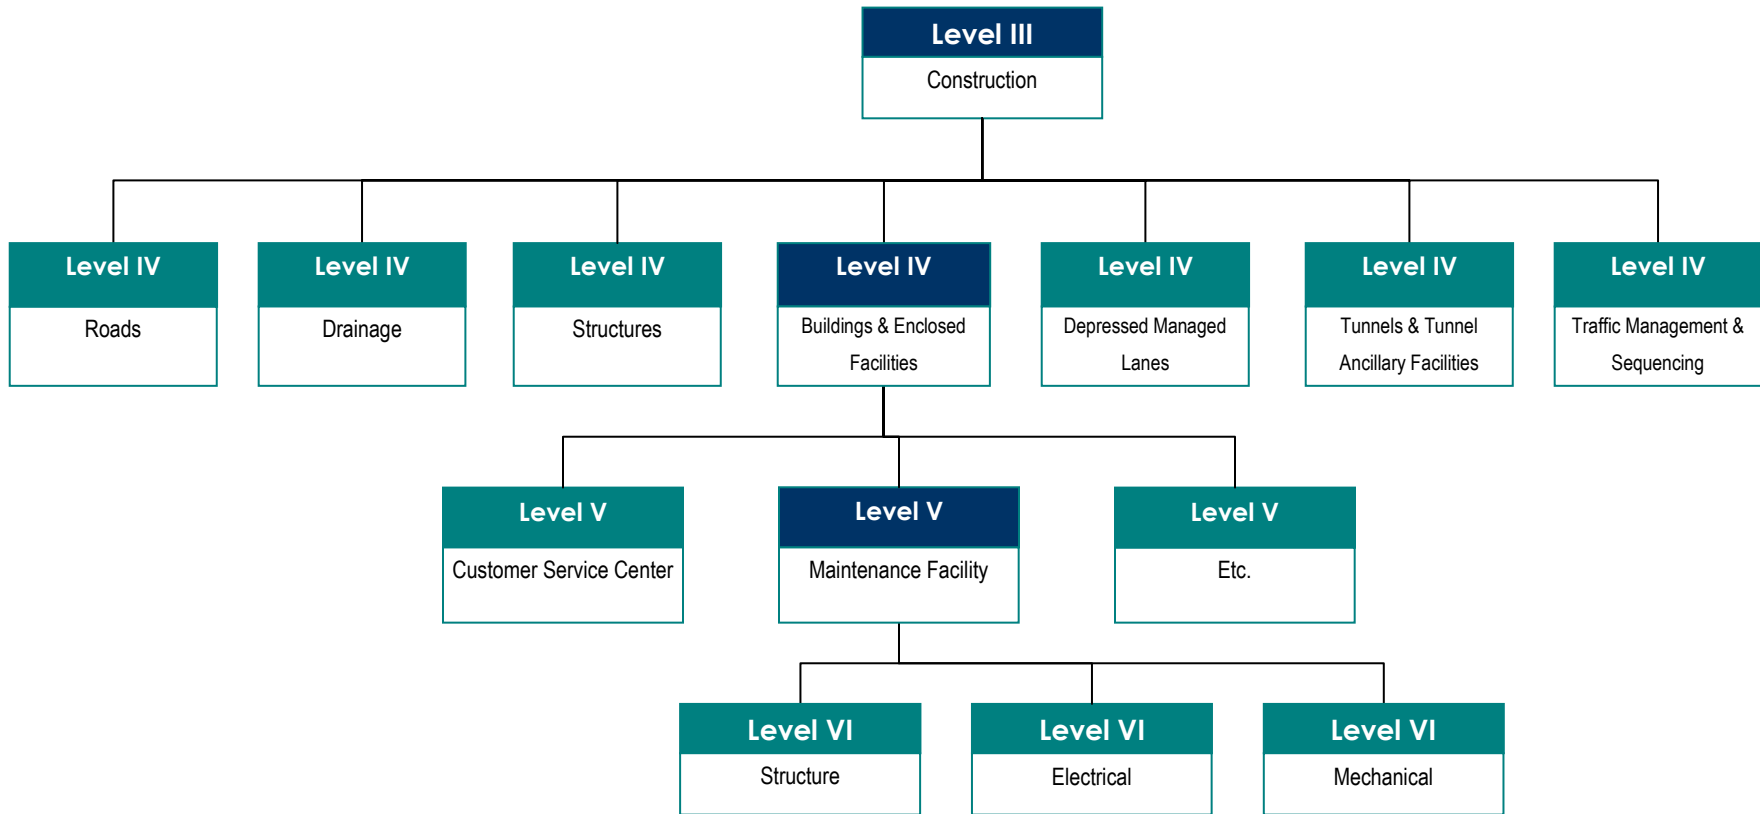 Level III
Construction
Level IV
Roads
Level IV
Drainage
Level IV
Structures
Level IV
Buildings & Enclosed
Facilities
Level IV
Depressed Managed
Lanes
Level IV
Tunnels & Tunnel
Ancillary Facilities
Level IV
Traffic Management &
Sequencing
Level V
Customer Service Center
Level V
Maintenance Facility
Level V
Etc.
Level VI
Structure
Level VI
Electrical
Level VI
Mechanical